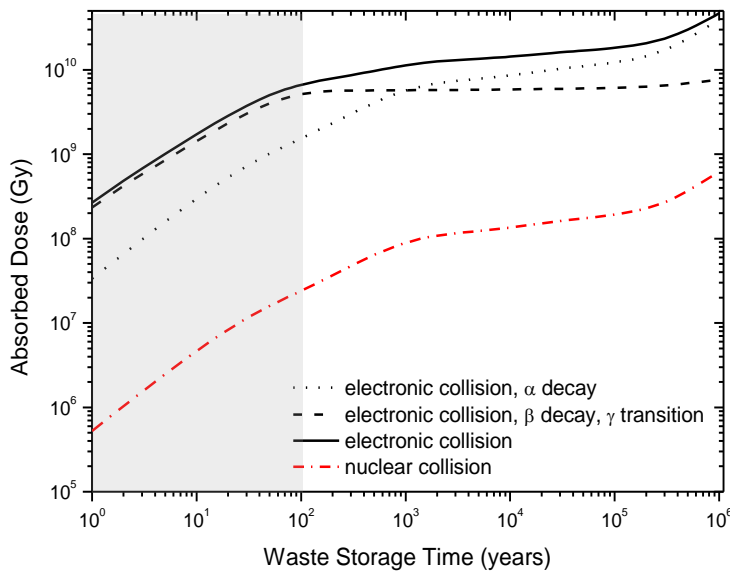 Absorbed Dose (Gy)
10¹⁰
10⁹
10⁸
10⁷
10⁶
10⁵
electronic collision, α decay
electronic collision, β decay, γ transition
electronic collision
nuclear collision
10⁰ 10¹ 10² 10³ 10⁴ 10⁵ 10⁶
Waste Storage Time (years)